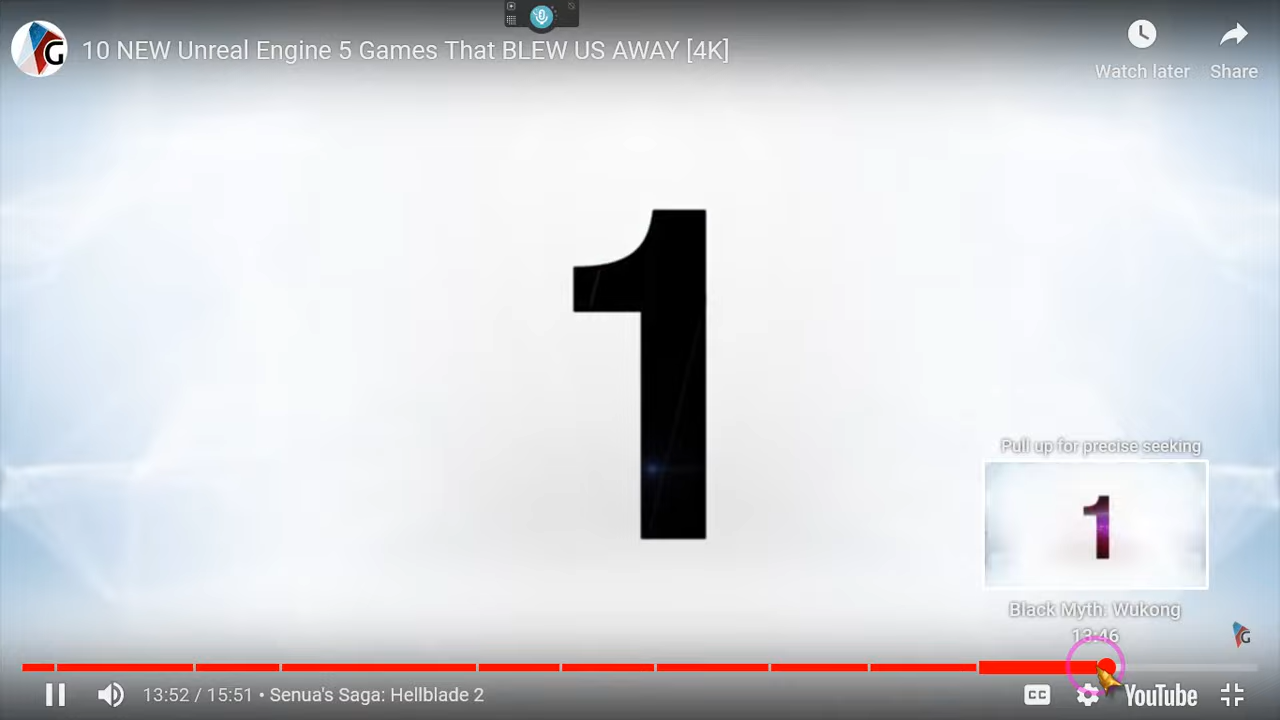 G
10 NEW Unreal Engine 5 Games That BLEW US AWAY [4K]
Watch later
Share
1
Pull up for precise seeking
1
Black Myth: Wukong
13:46
G
13:52 / 15:51 • Senua's Saga: Hellblade 2
CC
YouTube